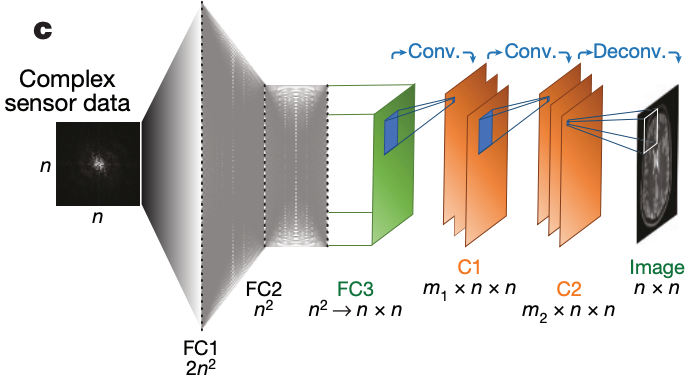 c
Conv.
Conv.
Deconv.
Complex
sensor data
n
n
FC1
2n²
FC2
n²
FC3
n² → n × n
C1
m₁ × n × n
C2
m₂ × n × n
Image
n × n